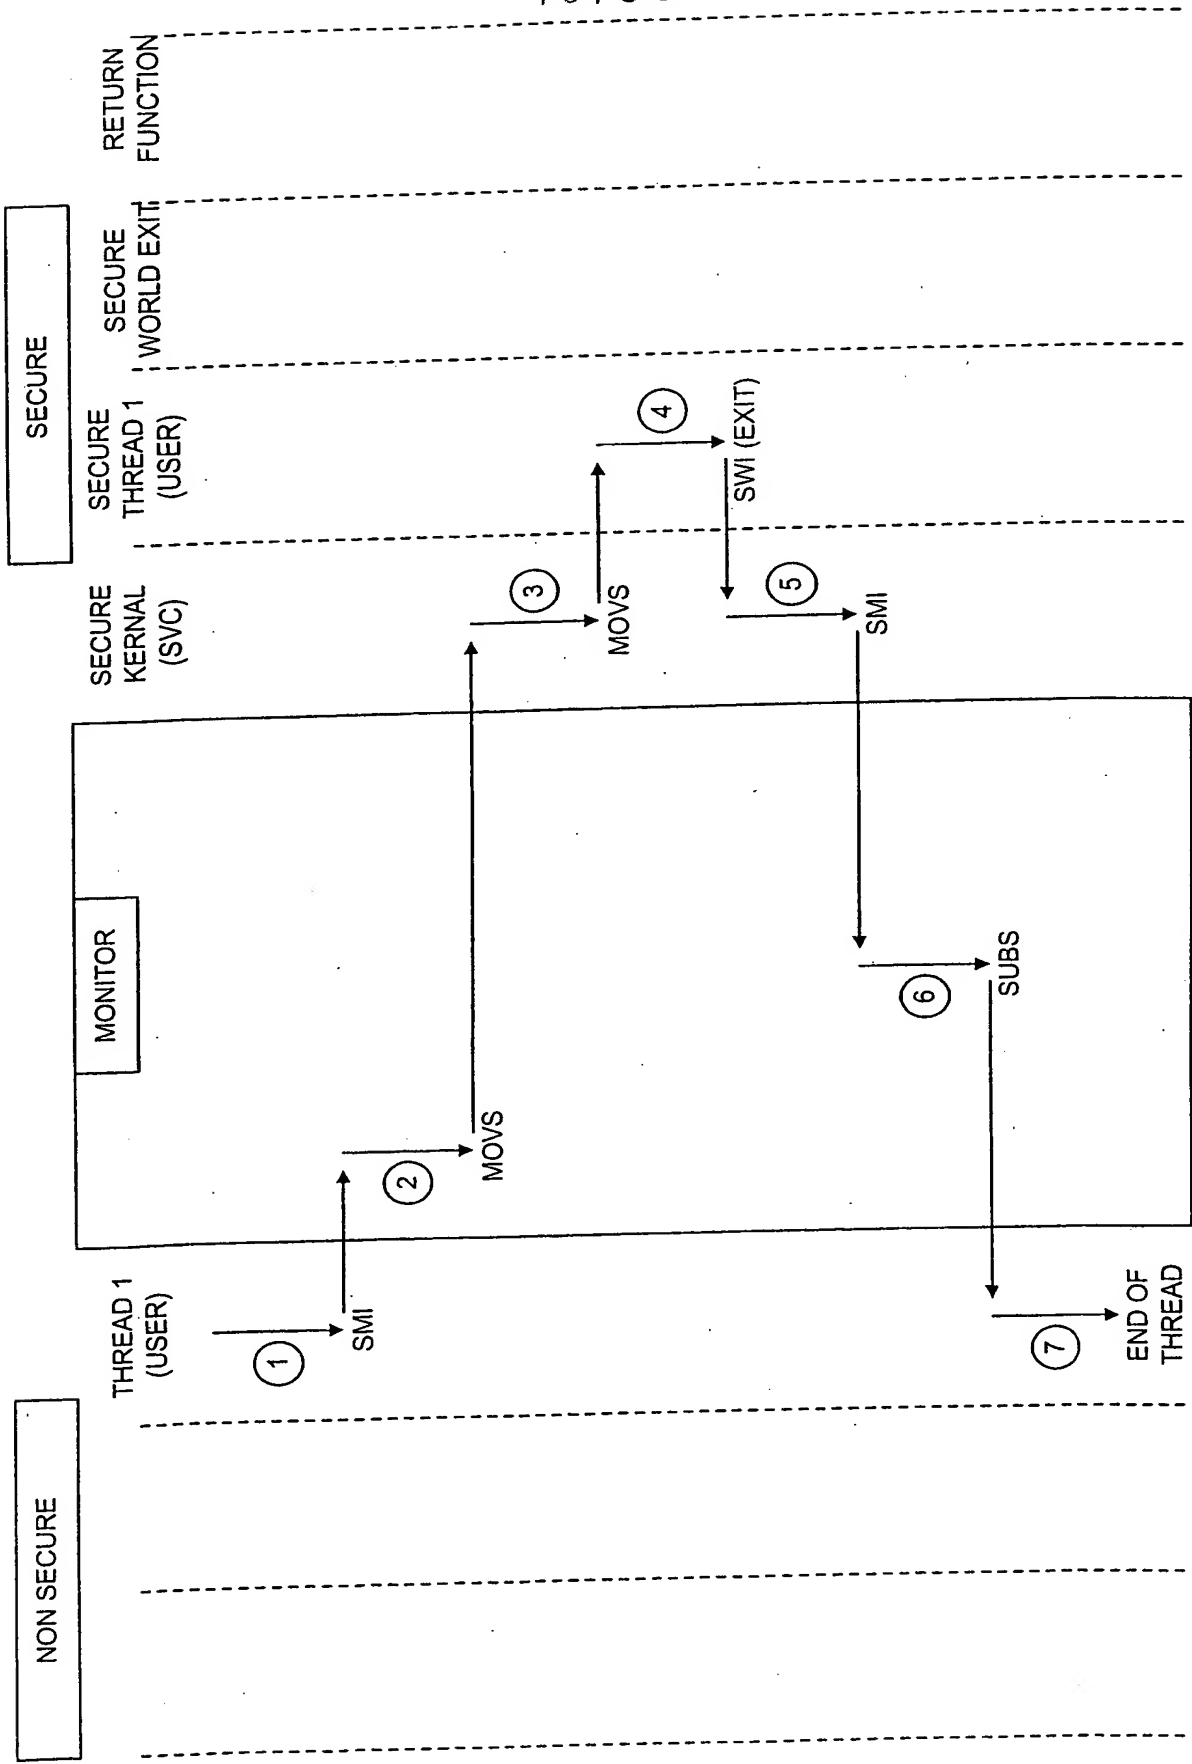 NON SECURE
MONITOR
SECURE
THREAD 1
(USER)
SECURE
KERNAL
(SVC)
SECURE
THREAD 1
(USER)
SECURE
WORLD EXIT
RETURN
FUNCTION
1
SMI
2
MOVS
3
MOVS
4
SWI (EXIT)
5
SMI
6
SUBS
7
END OF
THREAD